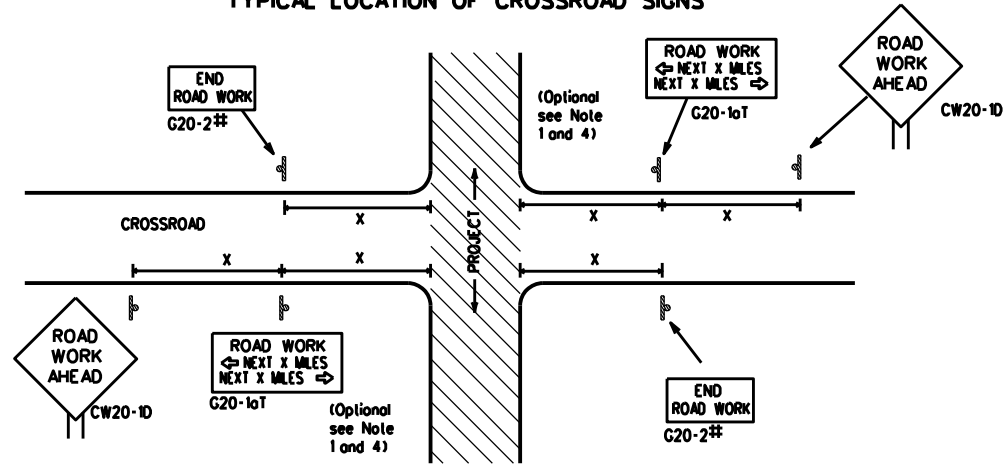 TYPICAL LOCATION OF CROSSROAD SIGNS
END
ROAD WORK
G20-2#
ROAD WORK
⇦ NEXT X MILES
NEXT X MILES ⇨
G20-1aT
(Optional
see Note
1 and 4)
ROAD
WORK
AHEAD
CW20-1D
X
X
X
CROSSROAD
PROJECT
X
X
X
ROAD
WORK
AHEAD
CW20-1D
ROAD WORK
⇦ NEXT X MILES
NEXT X MILES ⇨
G20-1aT
(Optional
see Note
1 and 4)
END
ROAD WORK
G20-2#